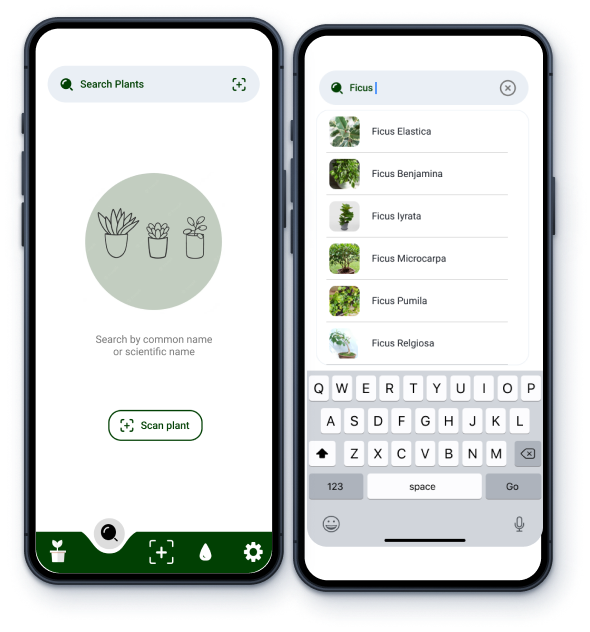 Search Plants
Search by common name
or scientific name
Scan plant
Ficus
Ficus Elastica
Ficus Benjamina
Ficus lyrata
Ficus Microcarpa
Ficus Pumila
Ficus Relgiosa
Q W E R T Y U I O P
A S D F G H J K L
Z X C V B N M
123 space Go